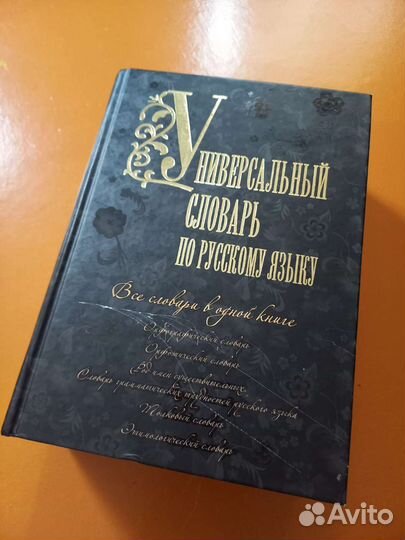 Универсальный
словарь
по русскому языку
Все словари в одной книге
Орфографический словарь
Орфоэпический словарь
Род имен существительных
Словарь грамматических трудностей русского языка
Толковый словарь
Этимологический словарь
Avito